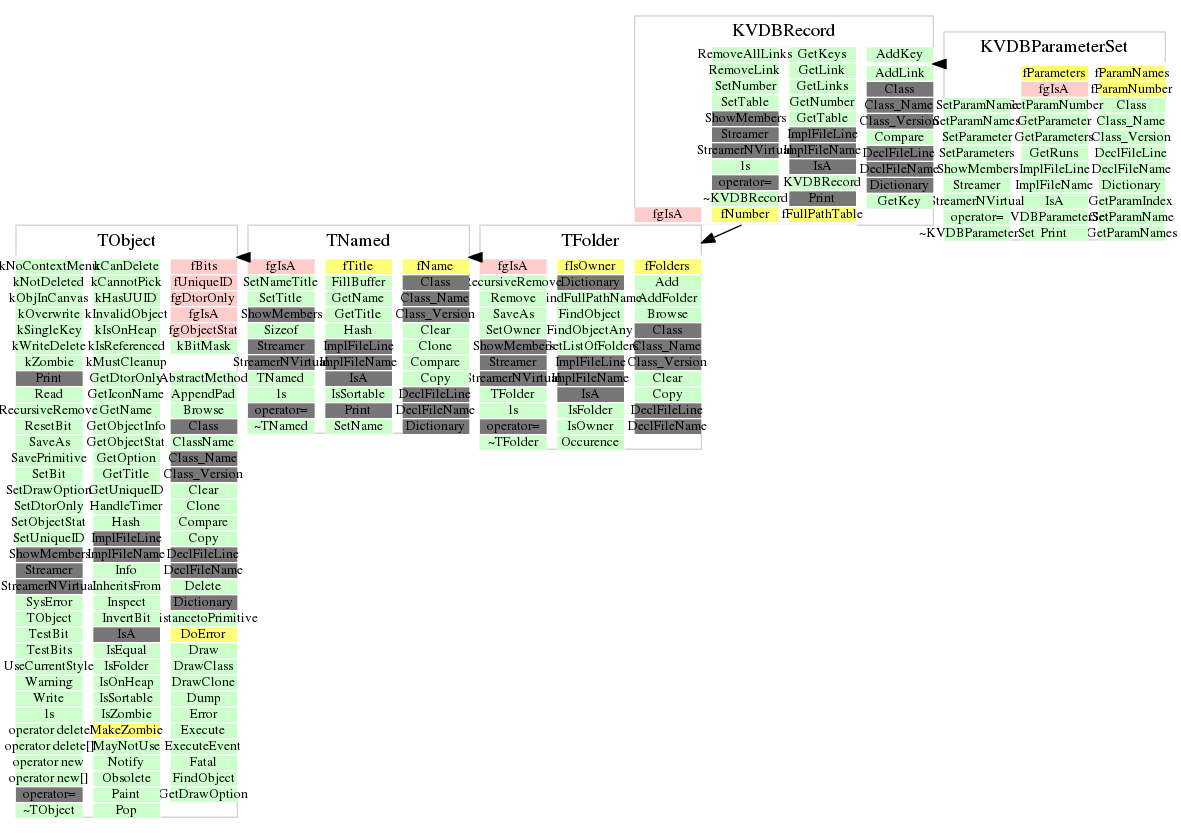 KVDBRecord
RemoveAllLinks GetKeys AddKey
RemoveLink GetLink AddLink
SetNumber GetLinks Class
SetTable GetNumber Class_Name
ShowMembers GetTable Class_Version
Streamer ImplFileLine Compare
StreamerNVirtual ImplFileName DeclFileLine
ls IsA DeclFileName
operator= KVDBRecord Dictionary
~KVDBRecord Print GetKey
fgIsA fNumber fFullPathTable
KVDBParameterSet
fParameters fParamNames
fgIsA fParamNumber
SetParamName etParamNumber Class
SetParamNames GetParameter Class_Name
SetParameter GetParameters Class_Version
SetParameters GetRuns DeclFileLine
ShowMembers ImplFileLine DeclFileName
Streamer ImplFileName Dictionary
StreamerNVirtual IsA GetParamIndex
operator= VDBParameterSet GetParamName
~KVDBParameterSet Print GetParamNames
TObject
kNoContextMenu kCanDelete fBits
kNotDeleted kCannotPick fUniqueID
kObjInCanvas kHasUUID fgDtorOnly
kOverwrite kInvalidObject fgIsA
kSingleKey kIsOnHeap fgObjectStat
kWriteDelete kIsReferenced kBitMask
kZombie kMustCleanup
Print GetDtorOnly AbstractMethod
Read GetIconName AppendPad
RecursiveRemove GetName Browse
ResetBit GetObjectInfo Class
SaveAs GetObjectStat ClassName
SavePrimitive GetOption Class_Name
SetBit GetTitle Class_Version
SetDrawOption GetUniqueID Clear
SetDtorOnly HandleTimer Clone
SetObjectStat Hash Compare
SetUniqueID ImplFileLine Copy
ShowMembers ImplFileName DeclFileLine
Streamer Info DeclFileName
StreamerNVirtual InheritsFrom Delete
SysError Inspect Dictionary
TObject InvertBit istancetoPrimitive
TestBit IsA DoError
TestBits IsEqual Draw
UseCurrentStyle IsFolder DrawClass
Warning IsOnHeap DrawClone
Write IsSortable Dump
ls IsZombie Error
operator delete MakeZombie Execute
operator delete[] MayNotUse ExecuteEvent
operator new Notify Fatal
operator new[] Obsolete FindObject
operator= Paint GetDrawOption
~TObject Pop
TNamed
fgIsA fTitle fName
SetNameTitle FillBuffer Class
SetTitle GetName Class_Name
ShowMembers GetTitle Class_Version
Sizeof Hash Clear
Streamer ImplFileLine Clone
StreamerNVirtual ImplFileName Compare
TNamed IsA Copy
ls IsSortable DeclFileLine
operator= Print DeclFileName
~TNamed SetName Dictionary
TFolder
fgIsA fIsOwner fFolders
RecursiveRemove Dictionary Add
Remove indFullPathName AddFolder
SaveAs FindObject Browse
SetOwner FindObjectAny Class
ShowMembers GetListOfFolders Class_Name
Streamer ImplFileLine Class_Version
StreamerNVirtual ImplFileName Clear
TFolder IsA Copy
ls IsFolder DeclFileLine
operator= IsOwner DeclFileName
~TFolder Occurence